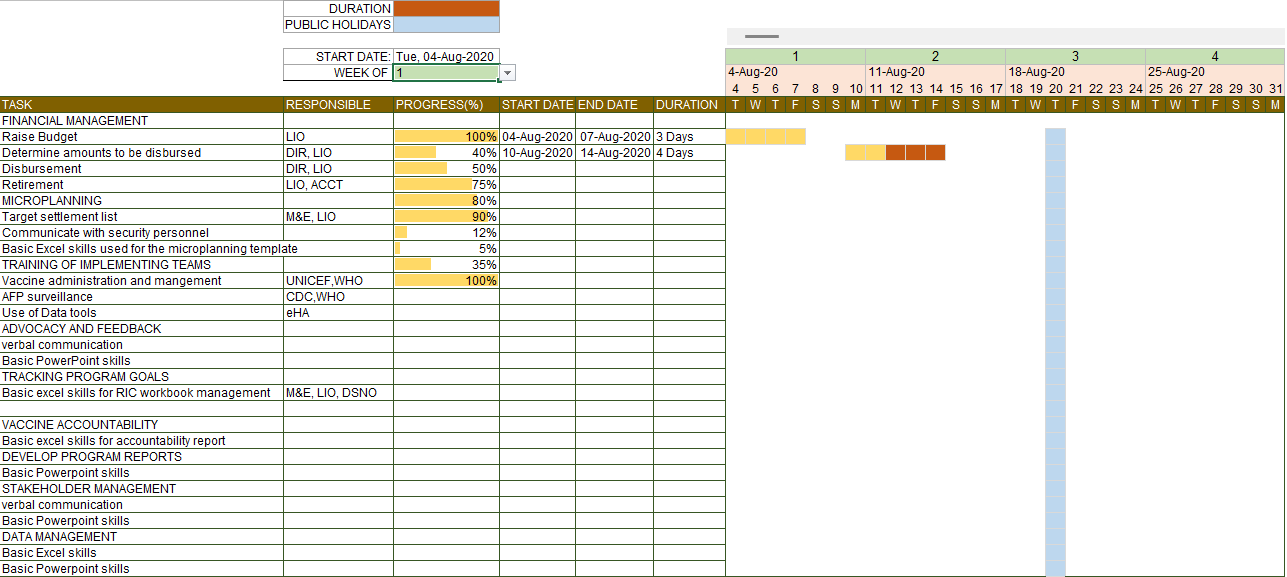 DURATION
PUBLIC HOLIDAYS
START DATE: Tue, 04-Aug-2020 1 2 3 4
WEEK OF 1 4-Aug-20 11-Aug-20 18-Aug-20 25-Aug-20
4 5 6 7 8 9 10 11 12 13 14 15 16 17 18 19 20 21 22 23 24 25 26 27 28 29 30 31
TASK RESPONSIBLE PROGRESS(%) START DATE END DATE DURATION T W T F S S M T W T F S S M T W T F S S M T W T F S S M
FINANCIAL MANAGEMENT
Raise Budget LIO 100% 04-Aug-2020 07-Aug-2020 3 Days
Determine amounts to be disbursed DIR, LIO 40% 10-Aug-2020 14-Aug-2020 4 Days
Disbursement DIR, LIO 50%
Retirement LIO, ACCT 75%
MICROPLANNING 80%
Target settlement list M&E, LIO 90%
Communicate with security personnel 12%
Basic Excel skills used for the microplanning template 5%
TRAINING OF IMPLEMENTING TEAMS 35%
Vaccine administration and mangement UNICEF,WHO 100%
AFP surveillance CDC,WHO
Use of Data tools eHA
ADVOCACY AND FEEDBACK
verbal communication
Basic PowerPoint skills
TRACKING PROGRAM GOALS
Basic excel skills for RIC workbook management M&E, LIO, DSNO
VACCINE ACCOUNTABILITY
Basic excel skills for accountability report
DEVELOP PROGRAM REPORTS
Basic Powerpoint skills
STAKEHOLDER MANAGEMENT
verbal communication
Basic Powerpoint skills
DATA MANAGEMENT
Basic Excel skills
Basic Powerpoint skills